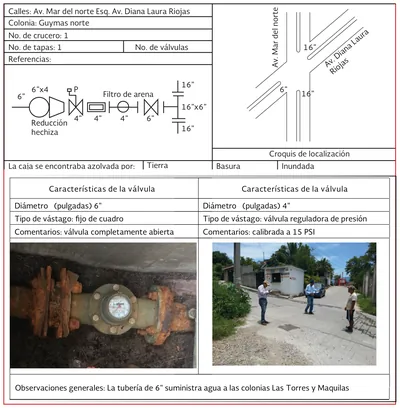 Calles: Av. Mar del norte Esq. Av. Diana Laura Riojas
Colonia: Guymas norte
No. de crucero: 1
No. de tapas: 1 No. de válvulas
Referencias:
6" 6"x4 P Filtro de arena 16"
16"x6"
4" 4" 4" 6" 16"
Reducción
hechiza
Av. Mar del norte
16"
Av. Diana Laura
Riojas
6" 16"
Croquis de localización
La caja se encontraba azolvada por: Tierra Basura Inundada
Características de la válvula
Diámetro (pulgadas) 6"
Tipo de vástago: fijo de cuadro
Comentarios: válvula completamente abierta
Características de la válvula
Diámetro (pulgadas) 4"
Tipo de vástago: válvula reguladora de presión
Comentarios: calibrada a 15 PSI
Observaciones generales: La tubería de 6" suministra agua a las colonias Las Torres y Maquilas